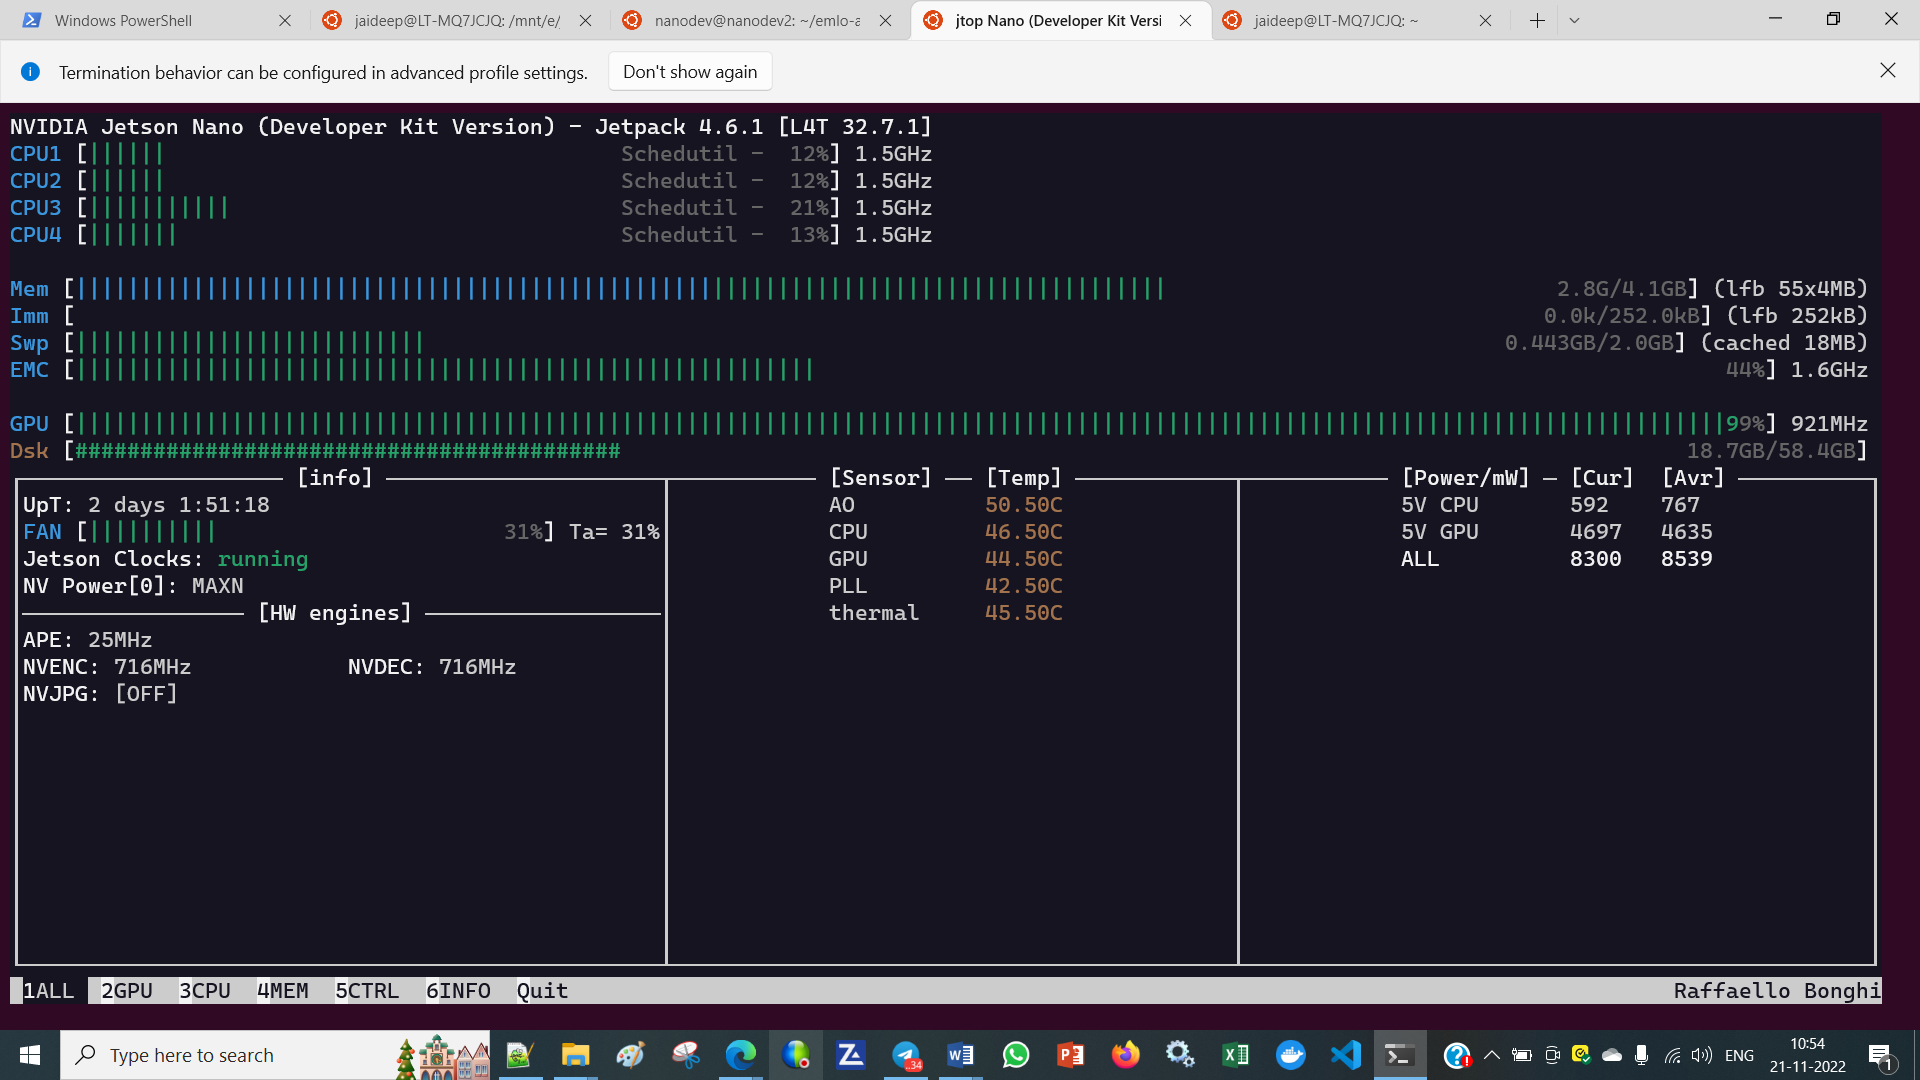 Windows PowerShell
jaideep@LT-MQ7JCJQ: /mnt/e/
nanodev@nanodev2: ~/emlo-a
jtop Nano (Developer Kit Versi
jaideep@LT-MQ7JCJQ: ~
Termination behavior can be configured in advanced profile settings. Don't show again
NVIDIA Jetson Nano (Developer Kit Version) - Jetpack 4.6.1 [L4T 32.7.1]
CPU1 [|||||| Schedutil - 12%] 1.5GHz
CPU2 [|||||| Schedutil - 12%] 1.5GHz
CPU3 [||||||||||| Schedutil - 21%] 1.5GHz
CPU4 [||||||| Schedutil - 13%] 1.5GHz
Mem [ 2.8G/4.1GB] (lfb 55x4MB)
Imm [ 0.0k/252.0kB] (lfb 252kB)
Swp [ 0.443GB/2.0GB] (cached 18MB)
EMC [ 44%] 1.6GHz
GPU [ 99%] 921MHz
Dsk [########################################## 18.7GB/58.4GB]
[info]
UpT: 2 days 1:51:18
FAN [|||||||||| 31%] Ta= 31%
Jetson Clocks: running
NV Power[0]: MAXN
[HW engines]
APE: 25MHz
NVENC: 716MHz NVDEC: 716MHz
NVJPG: [OFF]
[Sensor] [Temp]
AO 50.50C
CPU 46.50C
GPU 44.50C
PLL 42.50C
thermal 45.50C
[Power/mW] [Cur] [Avr]
5V CPU 592 767
5V GPU 4697 4635
ALL 8300 8539
1ALL 2GPU 3CPU 4MEM 5CTRL 6INFO Quit Raffaello Bonghi
Type here to search
34
ENG
10:54
21-11-2022
1